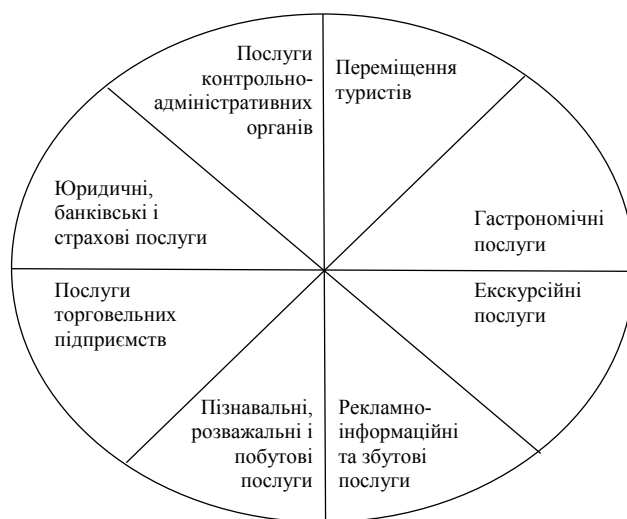 Послуги
контрольно-
адміністративних
органів
Переміщення
туристів
Юридичні,
банківські і
страхові послуги
Гастрономічні
послуги
Послуги
торговельних
підприємств
Екскурсійні
послуги
Пізнавальні,
розважальні і
побутові
послуги
Рекламно-
інформаційні
та збутові
послуги